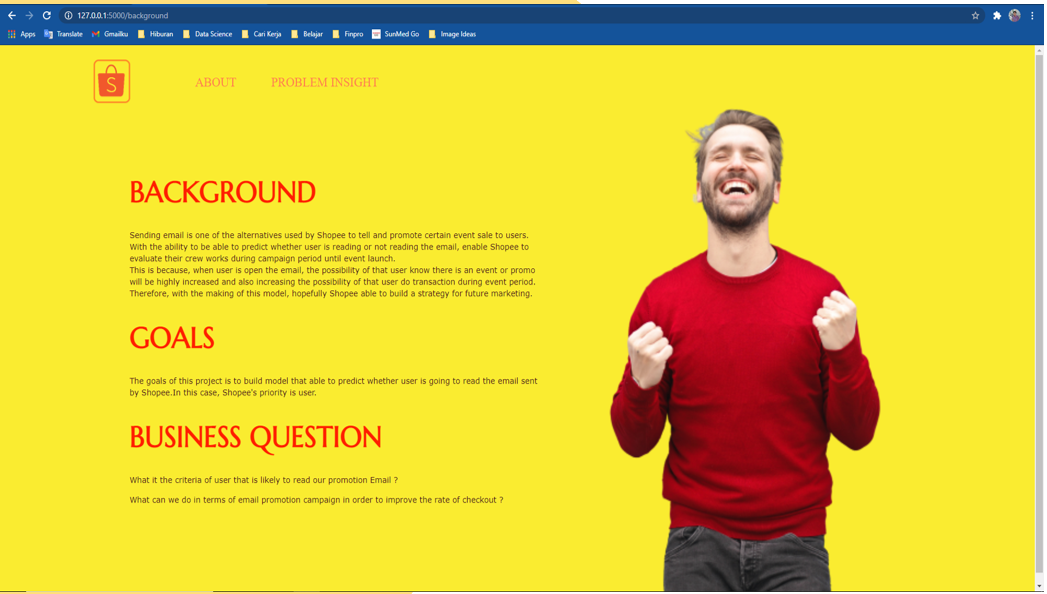 127.0.0.1:5000/background
Apps Translate Gmailku Hiburan Data Science Cari Kerja Belajar Finpro SunMed Go Image Ideas
S ABOUT PROBLEM INSIGHT
BACKGROUND
Sending email is one of the alternatives used by Shopee to tell and promote certain event sale to users.
With the ability to be able to predict whether user is reading or not reading the email, enable Shopee to
evaluate their crew works during campaign period until event launch.
This is because, when user is open the email, the possibility of that user know there is an event or promo
will be highly increased and also increasing the possibility of that user do transaction during event period.
Therefore, with the making of this model, hopefully Shopee able to build a strategy for future marketing.
GOALS
The goals of this project is to build model that able to predict whether user is going to read the email sent
by Shopee.In this case, Shopee's priority is user.
BUSINESS QUESTION
What it the criteria of user that is likely to read our promotion Email ?
What can we do in terms of email promotion campaign in order to improve the rate of checkout ?